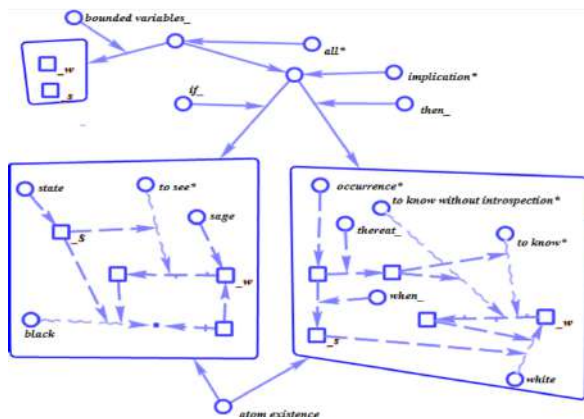 bounded variables_
all*
_w
_s
implication*
if_
then_
state
to see*
sage
_S
_w
black
occurrence*
to know without introspection*
thereat_
to know*
when_
_w
_s
white
atom existence